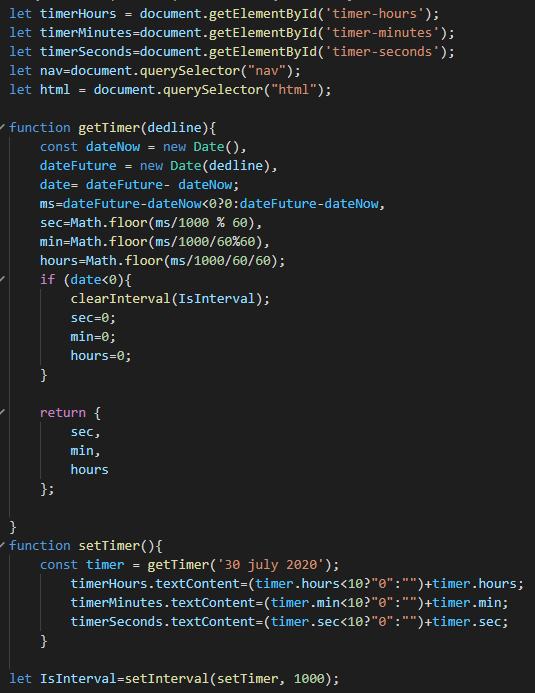 let timerHours = document.getElementById('timer-hours');
let timerMinutes=document.getElementById('timer-minutes');
let timerSeconds=document.getElementById('timer-seconds');
let nav=document.querySelector("nav");
let html = document.querySelector("html");
function getTimer(dedline){
const dateNow = new Date(),
dateFuture = new Date(dedline),
date= dateFuture- dateNow;
ms=dateFuture-dateNow<0?0:dateFuture-dateNow,
sec=Math.floor(ms/1000 % 60),
min=Math.floor(ms/1000/60%60),
hours=Math.floor(ms/1000/60/60);
if (date<0){
clearInterval(IsInterval);
sec=0;
min=0;
hours=0;
}
return {
sec,
min,
hours
};
}
function setTimer(){
const timer = getTimer('30 july 2020');
timerHours.textContent=(timer.hours<10?"0":"")+timer.hours;
timerMinutes.textContent=(timer.min<10?"0":"")+timer.min;
timerSeconds.textContent=(timer.sec<10?"0":"")+timer.sec;
}
let IsInterval=setInterval(setTimer, 1000);